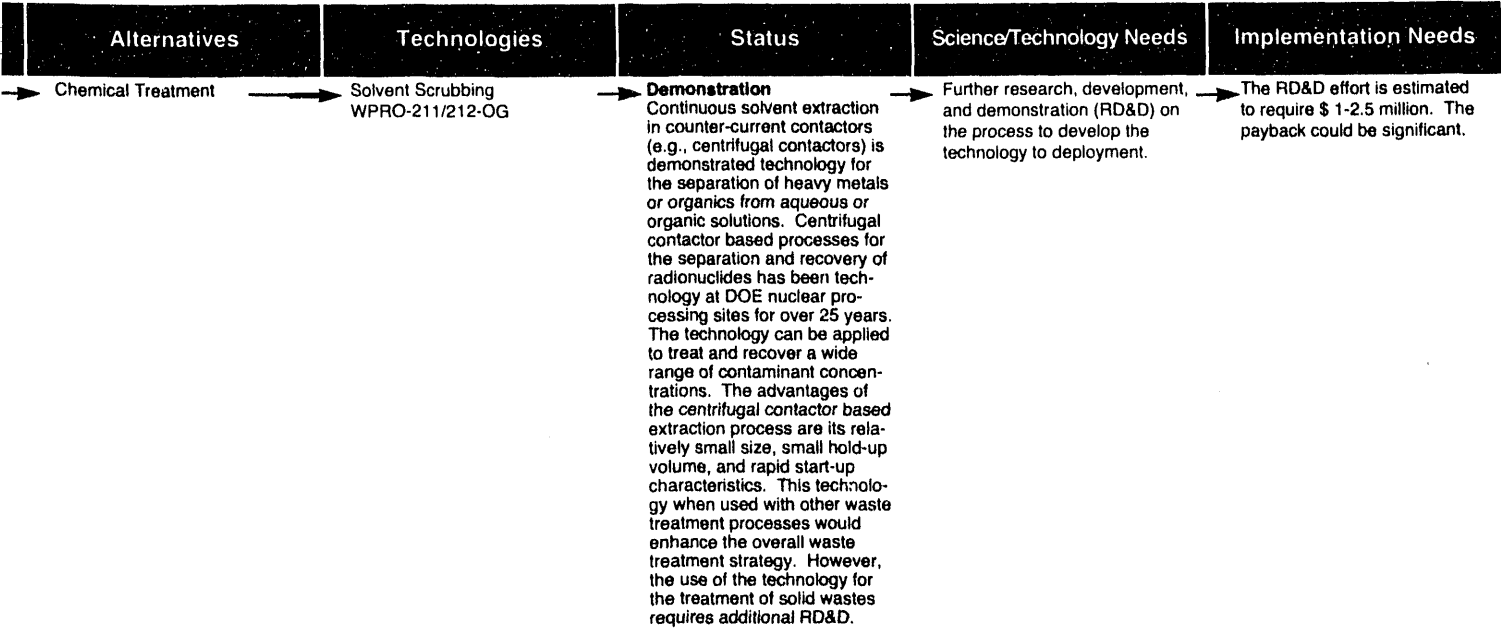 Alternatives
Technologies
Status
Science/Technology Needs
Implementation Needs
Chemical Treatment
Solvent Scrubbing
WPRO-211/212-OG
Demonstration
Continuous solvent extraction
in counter-current contactors
(e.g., centrifugal contactors) is
demonstrated technology for
the separation of heavy metals
or organics from aqueous or
organic solutions. Centrifugal
contactor based processes for
the separation and recovery of
radionuclides has been tech-
nology at DOE nuclear pro-
cessing sites for over 25 years.
The technology can be applied
to treat and recover a wide
range of contaminant concen-
trations. The advantages of
the centrifugal contactor based
extraction process are its rela-
tively small size, small hold-up
volume, and rapid start-up
characteristics. This technolo-
gy when used with other waste
treatment processes would
enhance the overall waste
treatment strategy. However,
the use of the technology for
the treatment of solid wastes
requires additional RD&D.
Further research, development,
and demonstration (RD&D) on
the process to develop the
technology to deployment.
The RD&D effort is estimated
to require $ 1-2.5 million. The
payback could be significant.